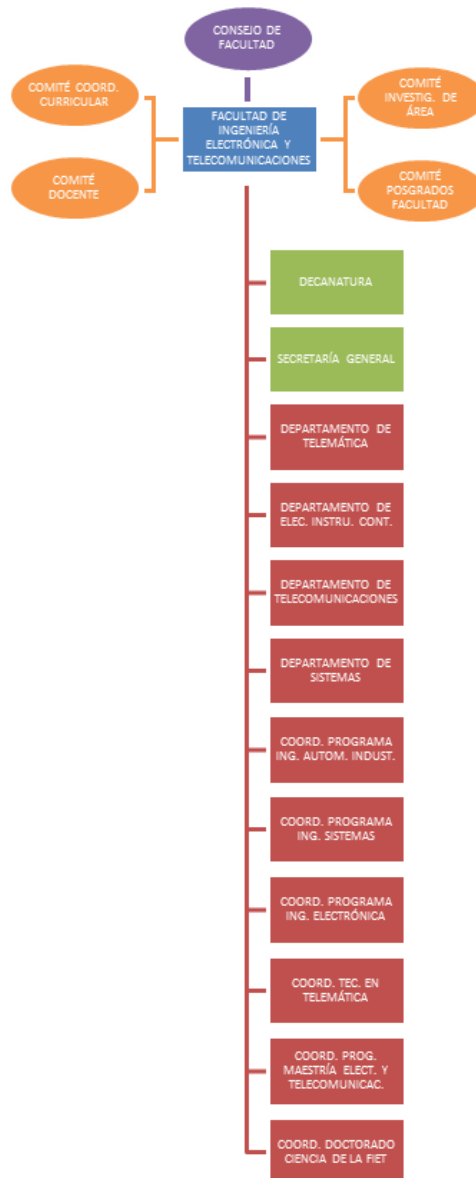 CONSEJO DE
FACULTAD
COMITÉ COORD.
CURRICULAR
COMITÉ
INVESTIG. DE
ÁREA
FACULTAD DE
INGENIERÍA
ELECTRÓNICA Y
TELECOMUNICACIONES
COMITÉ
DOCENTE
COMITÉ
POSGRADOS
FACULTAD
DECANATURA
SECRETARÍA GENERAL
DEPARTAMENTO DE
TELEMÁTICA
DEPARTAMENTO DE
ELEC. INSTRU. CONT.
DEPARTAMENTO DE
TELECOMUNICACIONES
DEPARTAMENTO DE
SISTEMAS
COORD. PROGRAMA
ING. AUTOM. INDUST.
COORD. PROGRAMA
ING. SISTEMAS
COORD. PROGRAMA
ING. ELECTRÓNICA
COORD. TEC. EN
TELEMÁTICA
COORD. PROG.
MAESTRÍA ELECT. Y
TELECOMUNICAC.
COORD. DOCTORADO
CIENCIA DE LA FIET